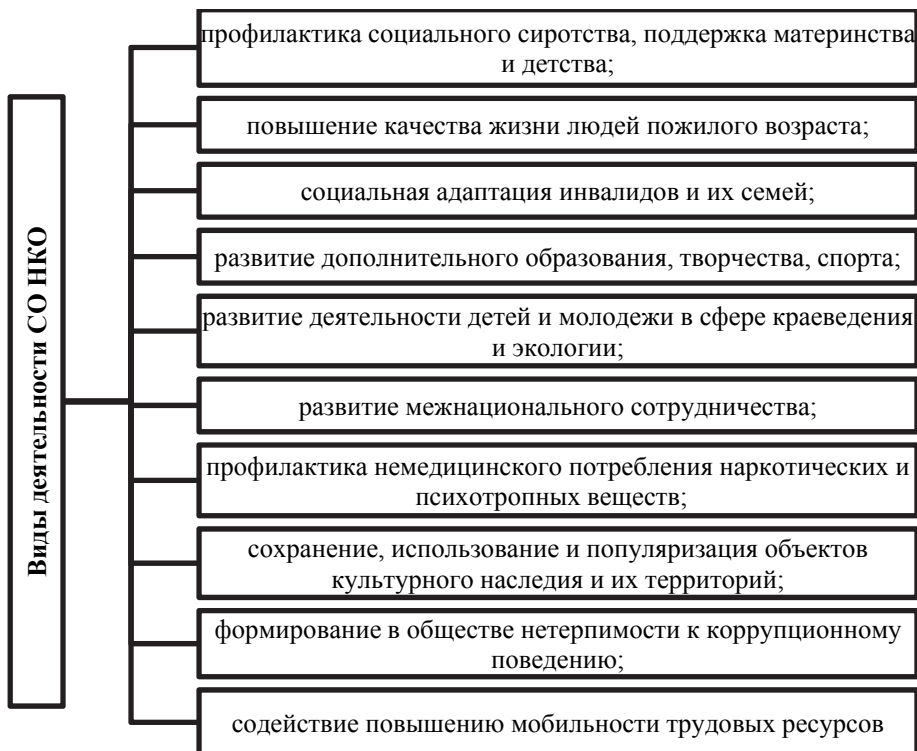 Виды деятельности СО НКО
профилактика социального сиротства, поддержка материнства
и детства;
повышение качества жизни людей пожилого возраста;
социальная адаптация инвалидов и их семей;
развитие дополнительного образования, творчества, спорта;
развитие деятельности детей и молодежи в сфере краеведения
и экологии;
развитие межнационального сотрудничества;
профилактика немедицинского потребления наркотических и
психотропных веществ;
сохранение, использование и популяризация объектов
культурного наследия и их территорий;
формирование в обществе нетерпимости к коррупционному
поведению;
содействие повышению мобильности трудовых ресурсов